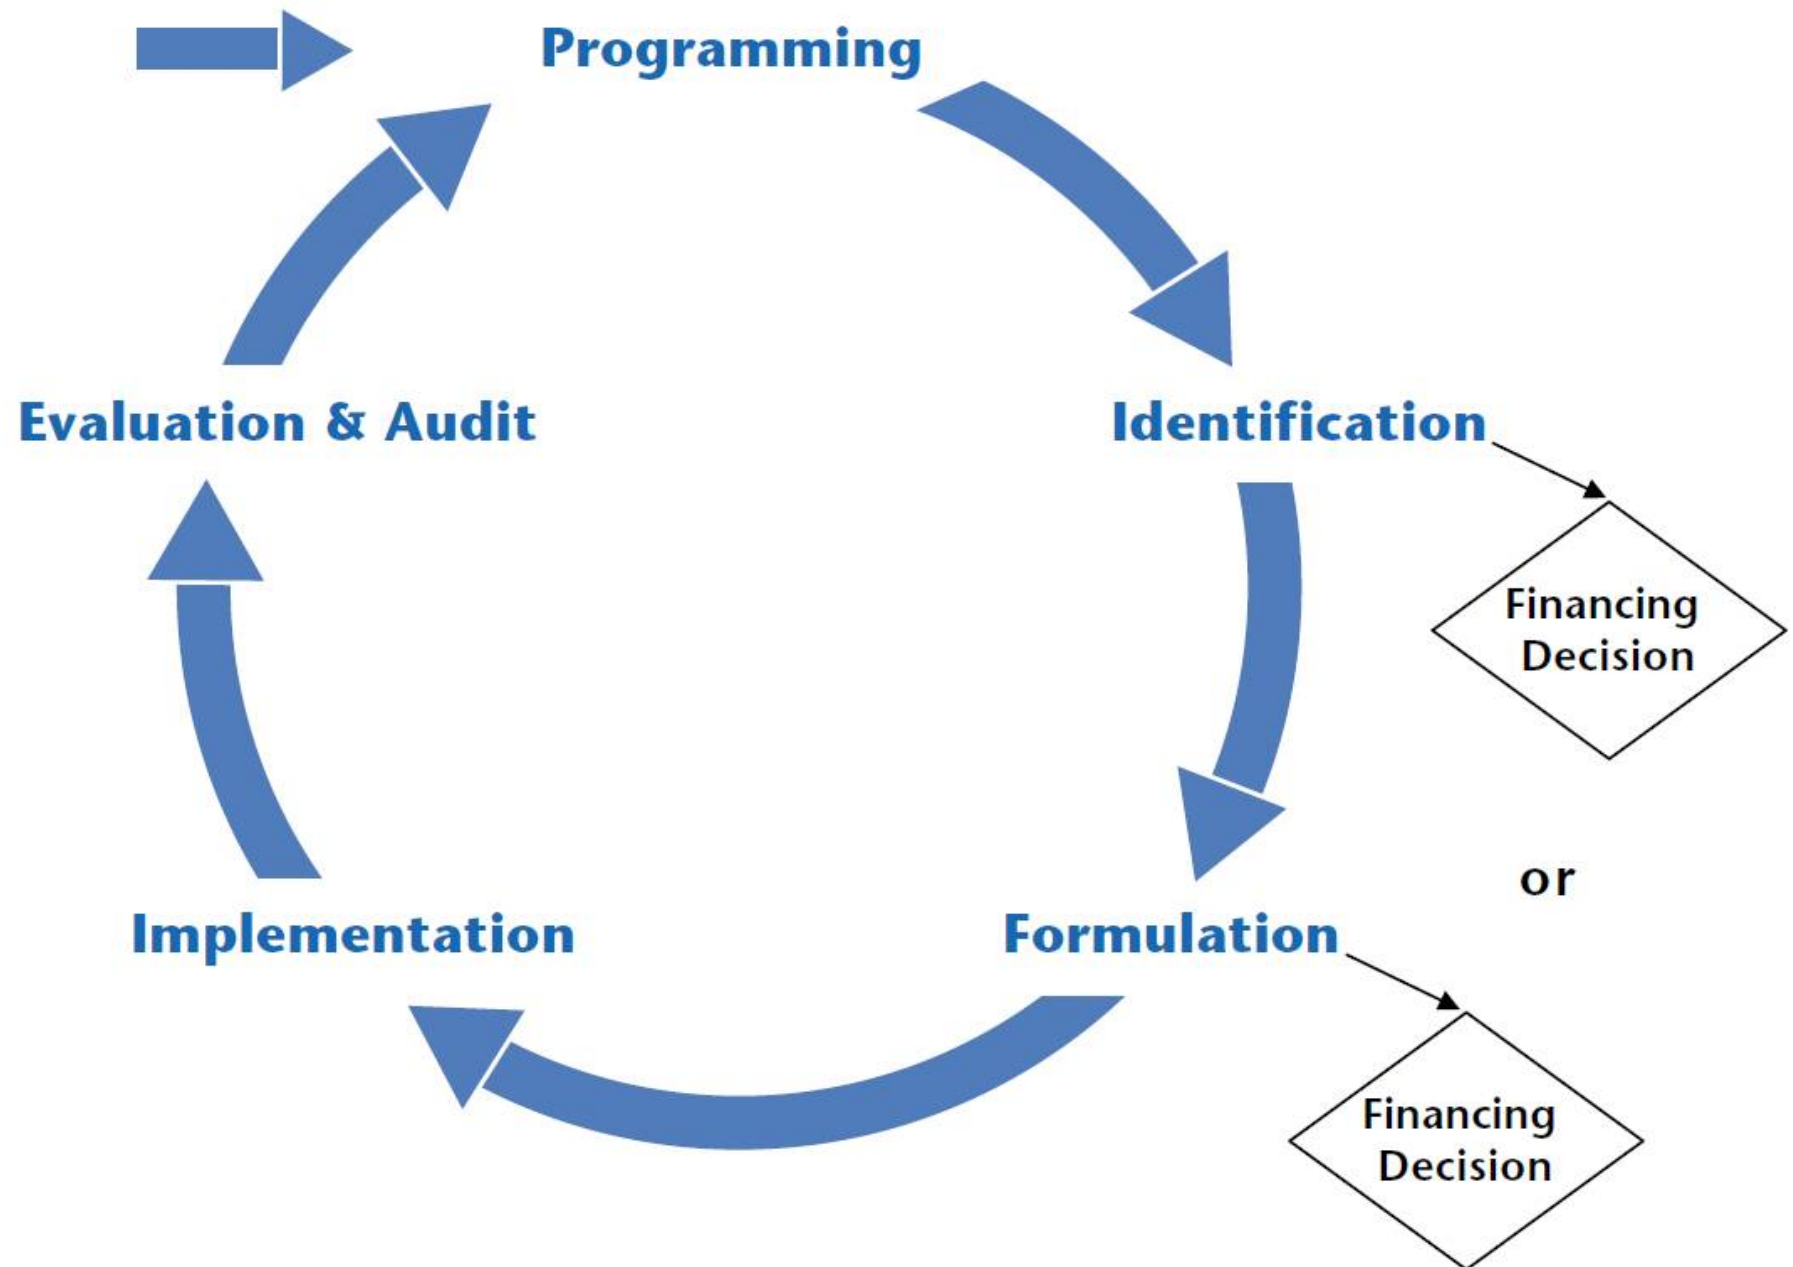 Programming
Evaluation & Audit
Identification
Financing
Decision
or
Implementation
Formulation
Financing
Decision